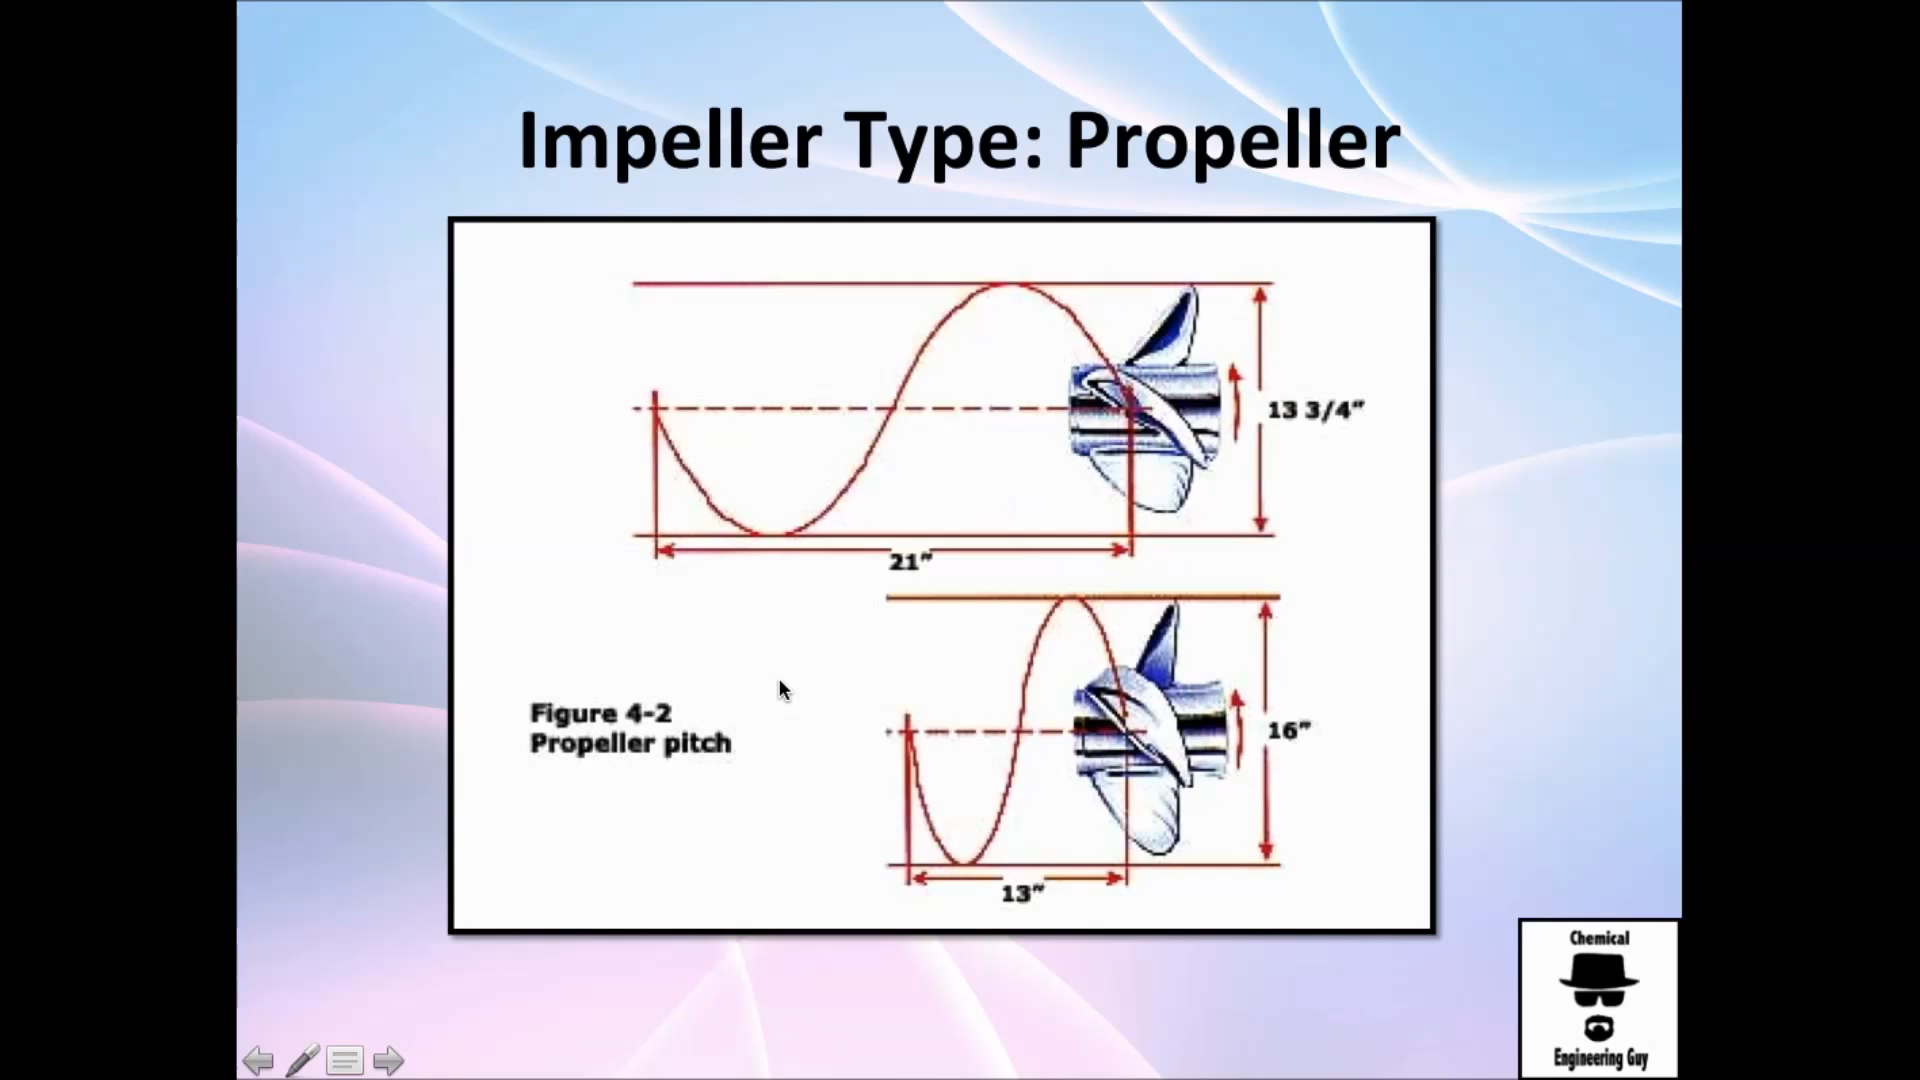 Impeller Type: Propeller
13 3/4"
21"
16"
Figure 4-2
Propeller pitch
13"
Chemical
Engineering Guy